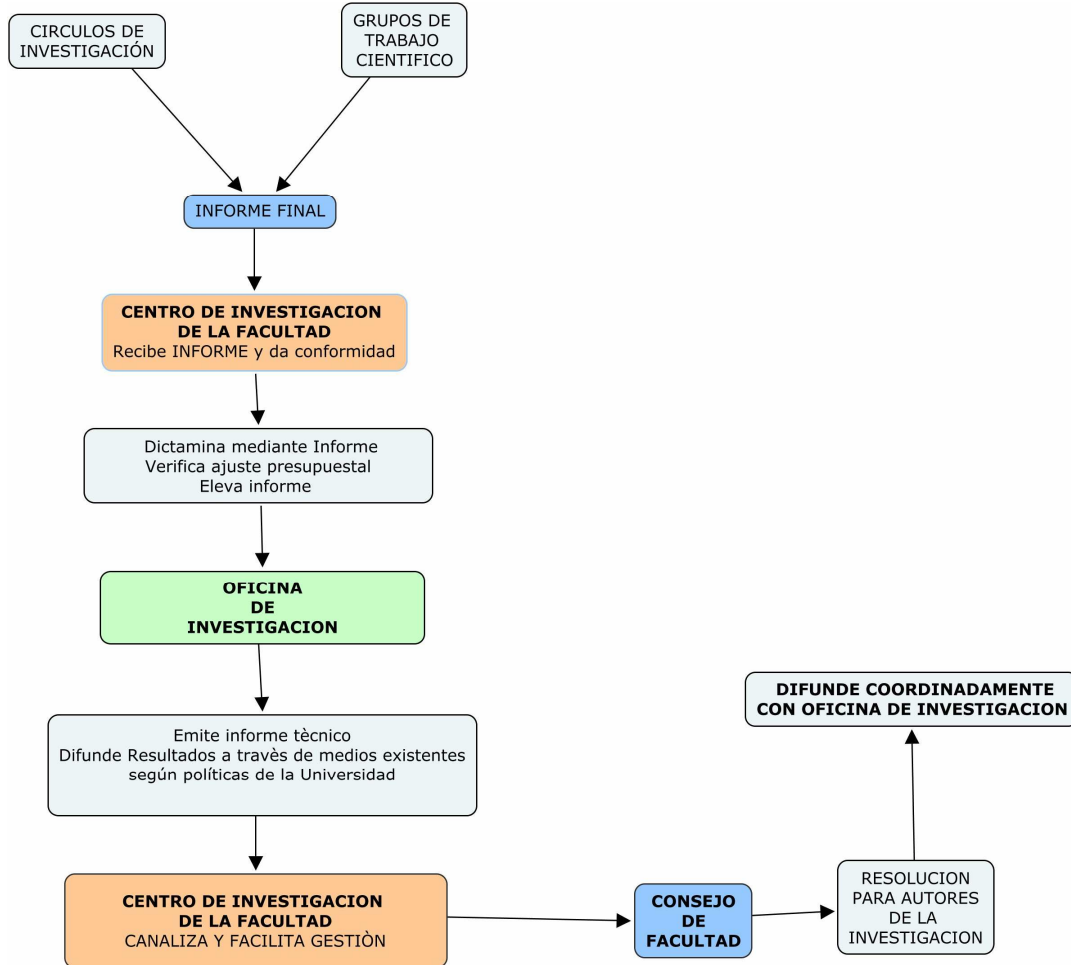 CIRCULOS DE
INVESTIGACIÓN
GRUPOS DE
TRABAJO
CIENTIFICO
INFORME FINAL
CENTRO DE INVESTIGACION
DE LA FACULTAD
Recibe INFORME y da conformidad
Dictamina mediante Informe
Verifica ajuste presupuestal
Eleva informe
OFICINA
DE
INVESTIGACION
Emite informe tècnico
Difunde Resultados a travès de medios existentes
según políticas de la Universidad
CENTRO DE INVESTIGACION
DE LA FACULTAD
CANALIZA Y FACILITA GESTIÒN
CONSEJO
DE
FACULTAD
RESOLUCION
PARA AUTORES
DE LA
INVESTIGACION
DIFUNDE COORDINADAMENTE
CON OFICINA DE INVESTIGACION